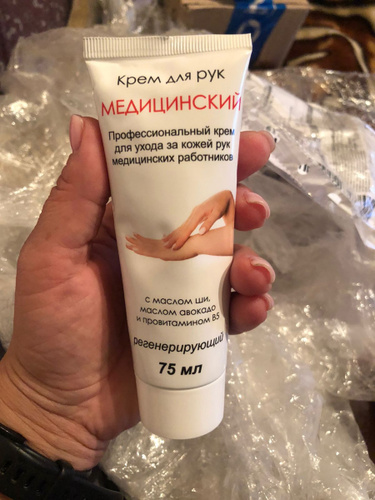 Крем для рук
МЕДИЦИНСКИЙ
Профессиональный крем
для ухода за кожей рук
медицинских работников
с маслом ши,
маслом авокадо
и провитамином B5
регенерирующий
75 мл